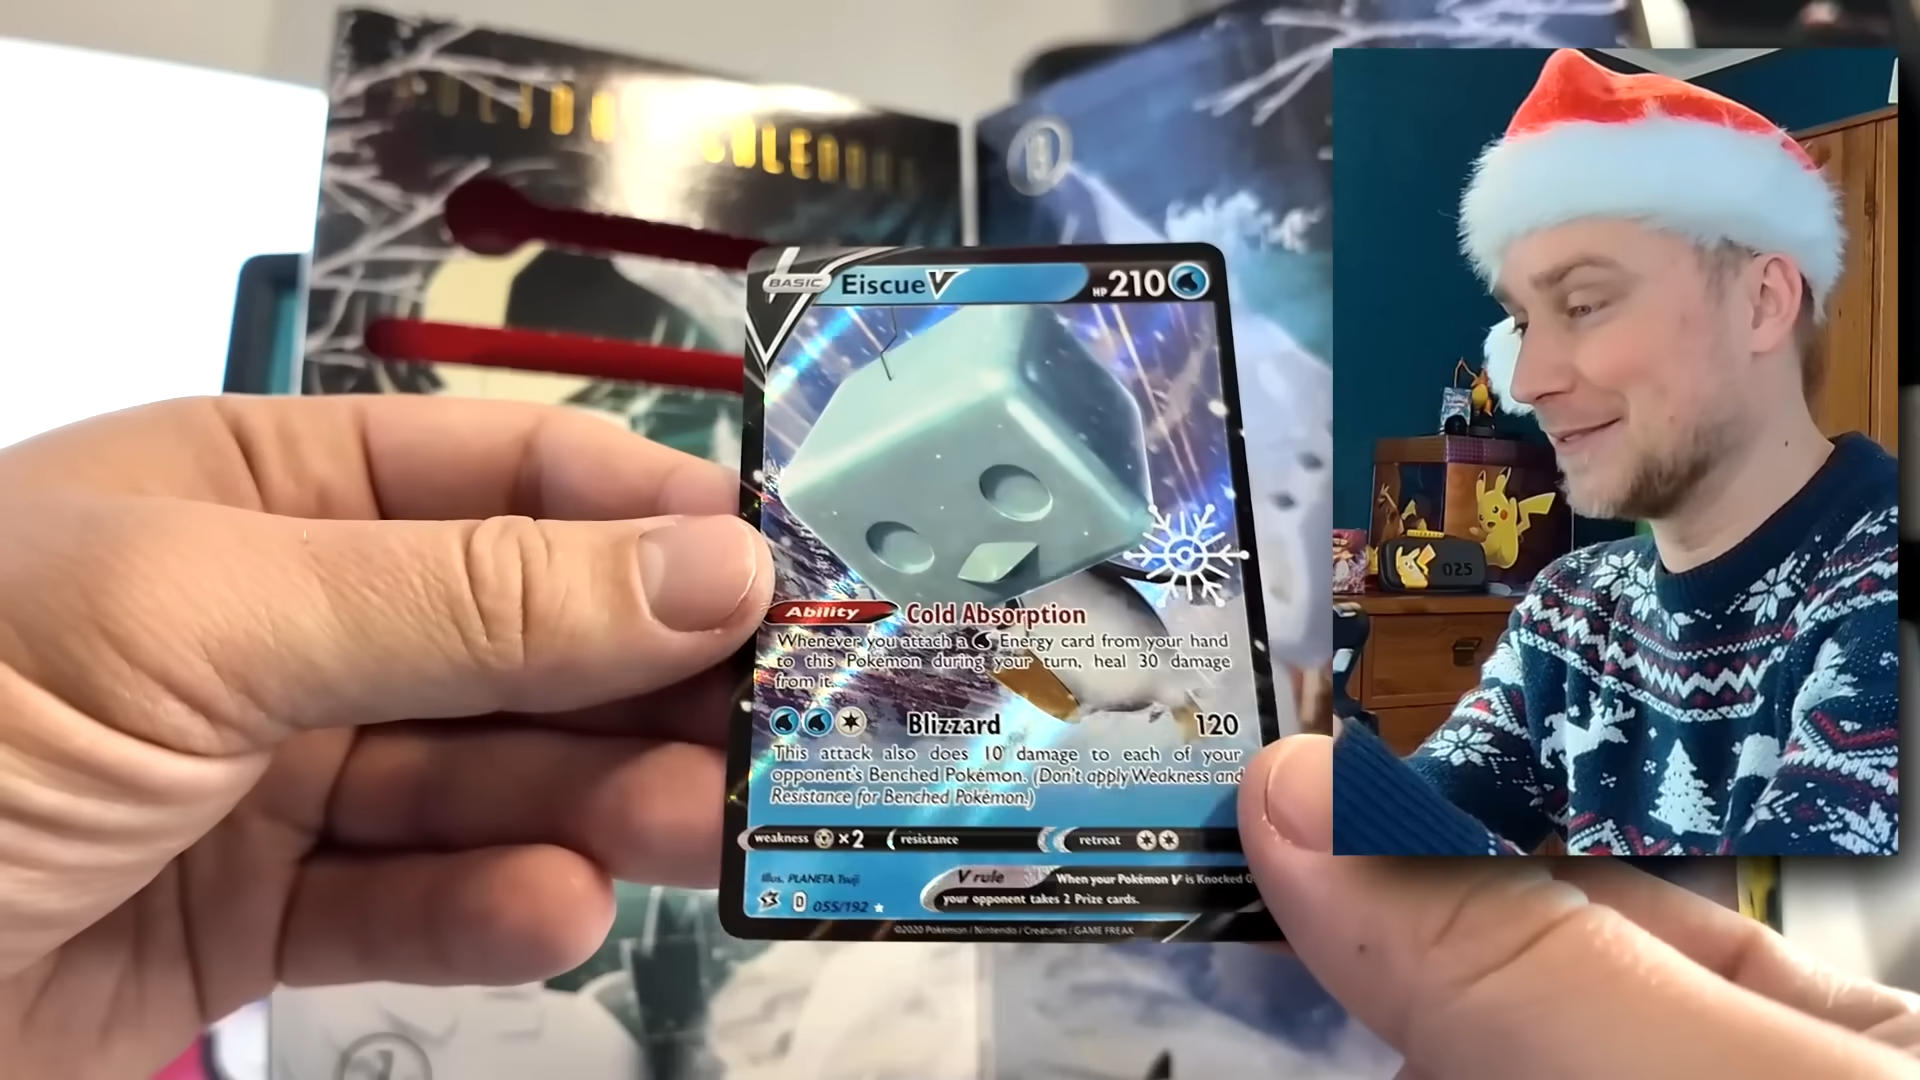 BASIC Eiscue V HP 210
Ability Cold Absorption
Whenever you attach a Energy card from your hand
to this Pokémon during your turn, heal 30 damage
from it.
Blizzard 120
This attack also does 10 damage to each of your
opponent's Benched Pokémon. (Don't apply Weakness and
Resistance for Benched Pokémon.)
weakness ×2 resistance retreat
Illus. PLANETA Tsuji
V rule When your Pokémon V is Knocked
your opponent takes 2 Prize cards.
D 055/192
©2020 Pokémon / Nintendo / Creatures / GAME FREAK
025